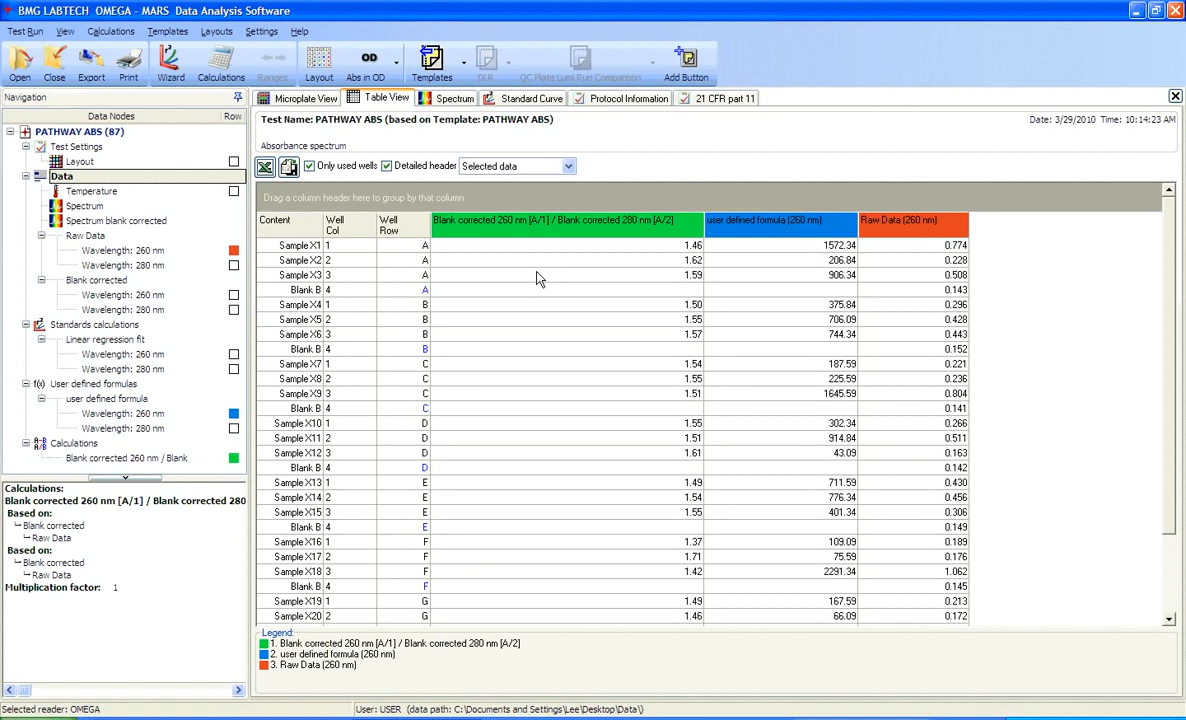 BMG LABTECH OMEGA - MARS Data Analysis Software
Test Run View Calculations Templates Layouts Settings Help
Open Close Export Print Wizard Calculations Ranges Layout Abs in OD Templates DLR QC Plate Lumi Run Comparison Add Button
OD
Navigation
Data Nodes Row
PATHWAY ABS (87)
Test Settings
Layout
Data
Temperature
Spectrum
Spectrum blank corrected
Raw Data
Wavelength: 260 nm
Wavelength: 280 nm
Blank corrected
Wavelength: 260 nm
Wavelength: 280 nm
Standards calculations
Linear regression fit
Wavelength: 260 nm
Wavelength: 280 nm
f(x) User defined formulas
user defined formula
Wavelength: 260 nm
Wavelength: 280 nm
Calculations
Blank corrected 260 nm / Blank
Calculations:
Blank corrected 260 nm [A/1] / Blank corrected 280
Based on:
Blank corrected
Raw Data
Based on:
Blank corrected
Raw Data
Multiplication factor: 1
Microplate View Table View Spectrum Standard Curve Protocol Information 21 CFR part 11
Test Name: PATHWAY ABS (based on Template: PATHWAY ABS) Date: 3/29/2010 Time: 10:14:23 AM
Absorbance spectrum
Only used wells Detailed header Selected data
Drag a column header here to group by that column
Content Well Col Well Row Blank corrected 260 nm [A/1] / Blank corrected 280 nm [A/2] user defined formula (260 nm) Raw Data (260 nm)
Sample X1 1 A 1.46 1572.34 0.774
Sample X2 2 A 1.62 206.84 0.228
Sample X3 3 A 1.59 906.34 0.508
Blank B 4 A 0.143
Sample X4 1 B 1.50 375.84 0.296
Sample X5 2 B 1.55 706.09 0.428
Sample X6 3 B 1.57 744.34 0.443
Blank B 4 B 0.152
Sample X7 1 C 1.54 187.59 0.221
Sample X8 2 C 1.55 225.59 0.236
Sample X9 3 C 1.51 1645.59 0.804
Blank B 4 C 0.141
Sample X10 1 D 1.55 302.34 0.266
Sample X11 2 D 1.51 914.84 0.511
Sample X12 3 D 1.61 43.09 0.163
Blank B 4 D 0.142
Sample X13 1 E 1.49 711.59 0.430
Sample X14 2 E 1.54 776.34 0.456
Sample X15 3 E 1.55 401.34 0.306
Blank B 4 E 0.149
Sample X16 1 F 1.37 109.09 0.189
Sample X17 2 F 1.71 75.59 0.176
Sample X18 3 F 1.42 2291.34 1.062
Blank B 4 F 0.145
Sample X19 1 G 1.49 167.59 0.213
Sample X20 2 G 1.46 66.09 0.172
Legend:
1. Blank corrected 260 nm [A/1] / Blank corrected 280 nm [A/2]
2. user defined formula (260 nm)
3. Raw Data (260 nm)
Selected reader: OMEGA User: USER (data path: C:\Documents and Settings\Lee\Desktop\Data\)